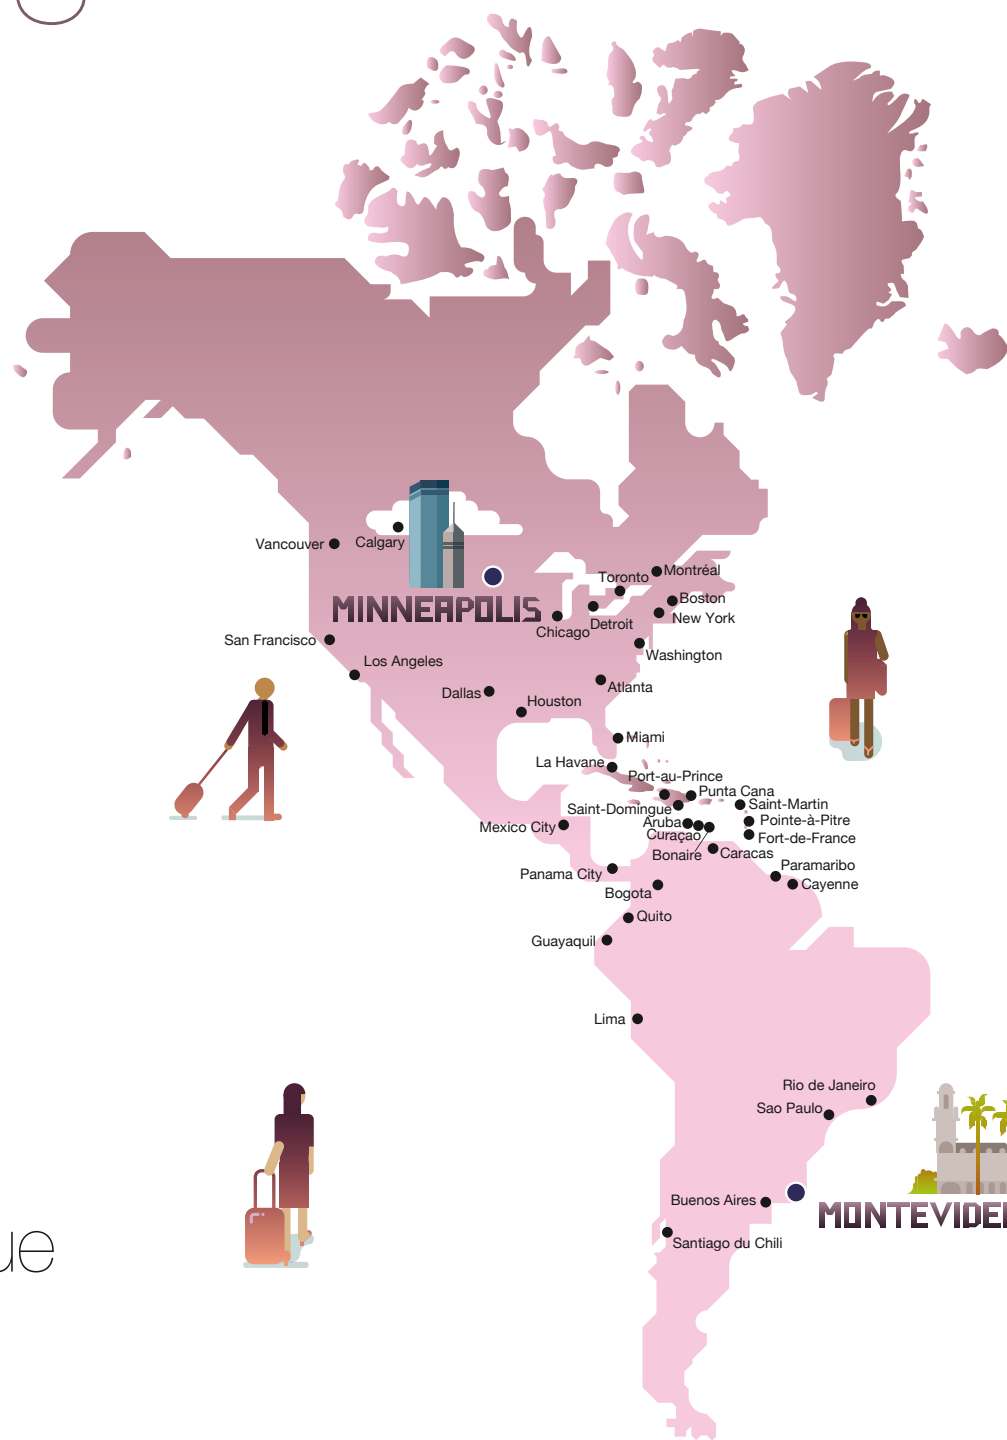 Vancouver
Calgary
MINNEAPOLIS
Toronto
Montréal
Boston
Detroit
New York
Chicago
San Francisco
Washington
Los Angeles
Dallas
Atlanta
Houston
Miami
La Havane
Port-au-Prince
Punta Cana
Saint-Domingue
Saint-Martin
Aruba
Pointe-à-Pitre
Mexico City
Curaçao
Fort-de-France
Bonaire
Caracas
Paramaribo
Panama City
Cayenne
Bogota
Quito
Guayaquil
Lima
Rio de Janeiro
Sao Paulo
Buenos Aires
MONTEVIDE
Santiago du Chili
ue